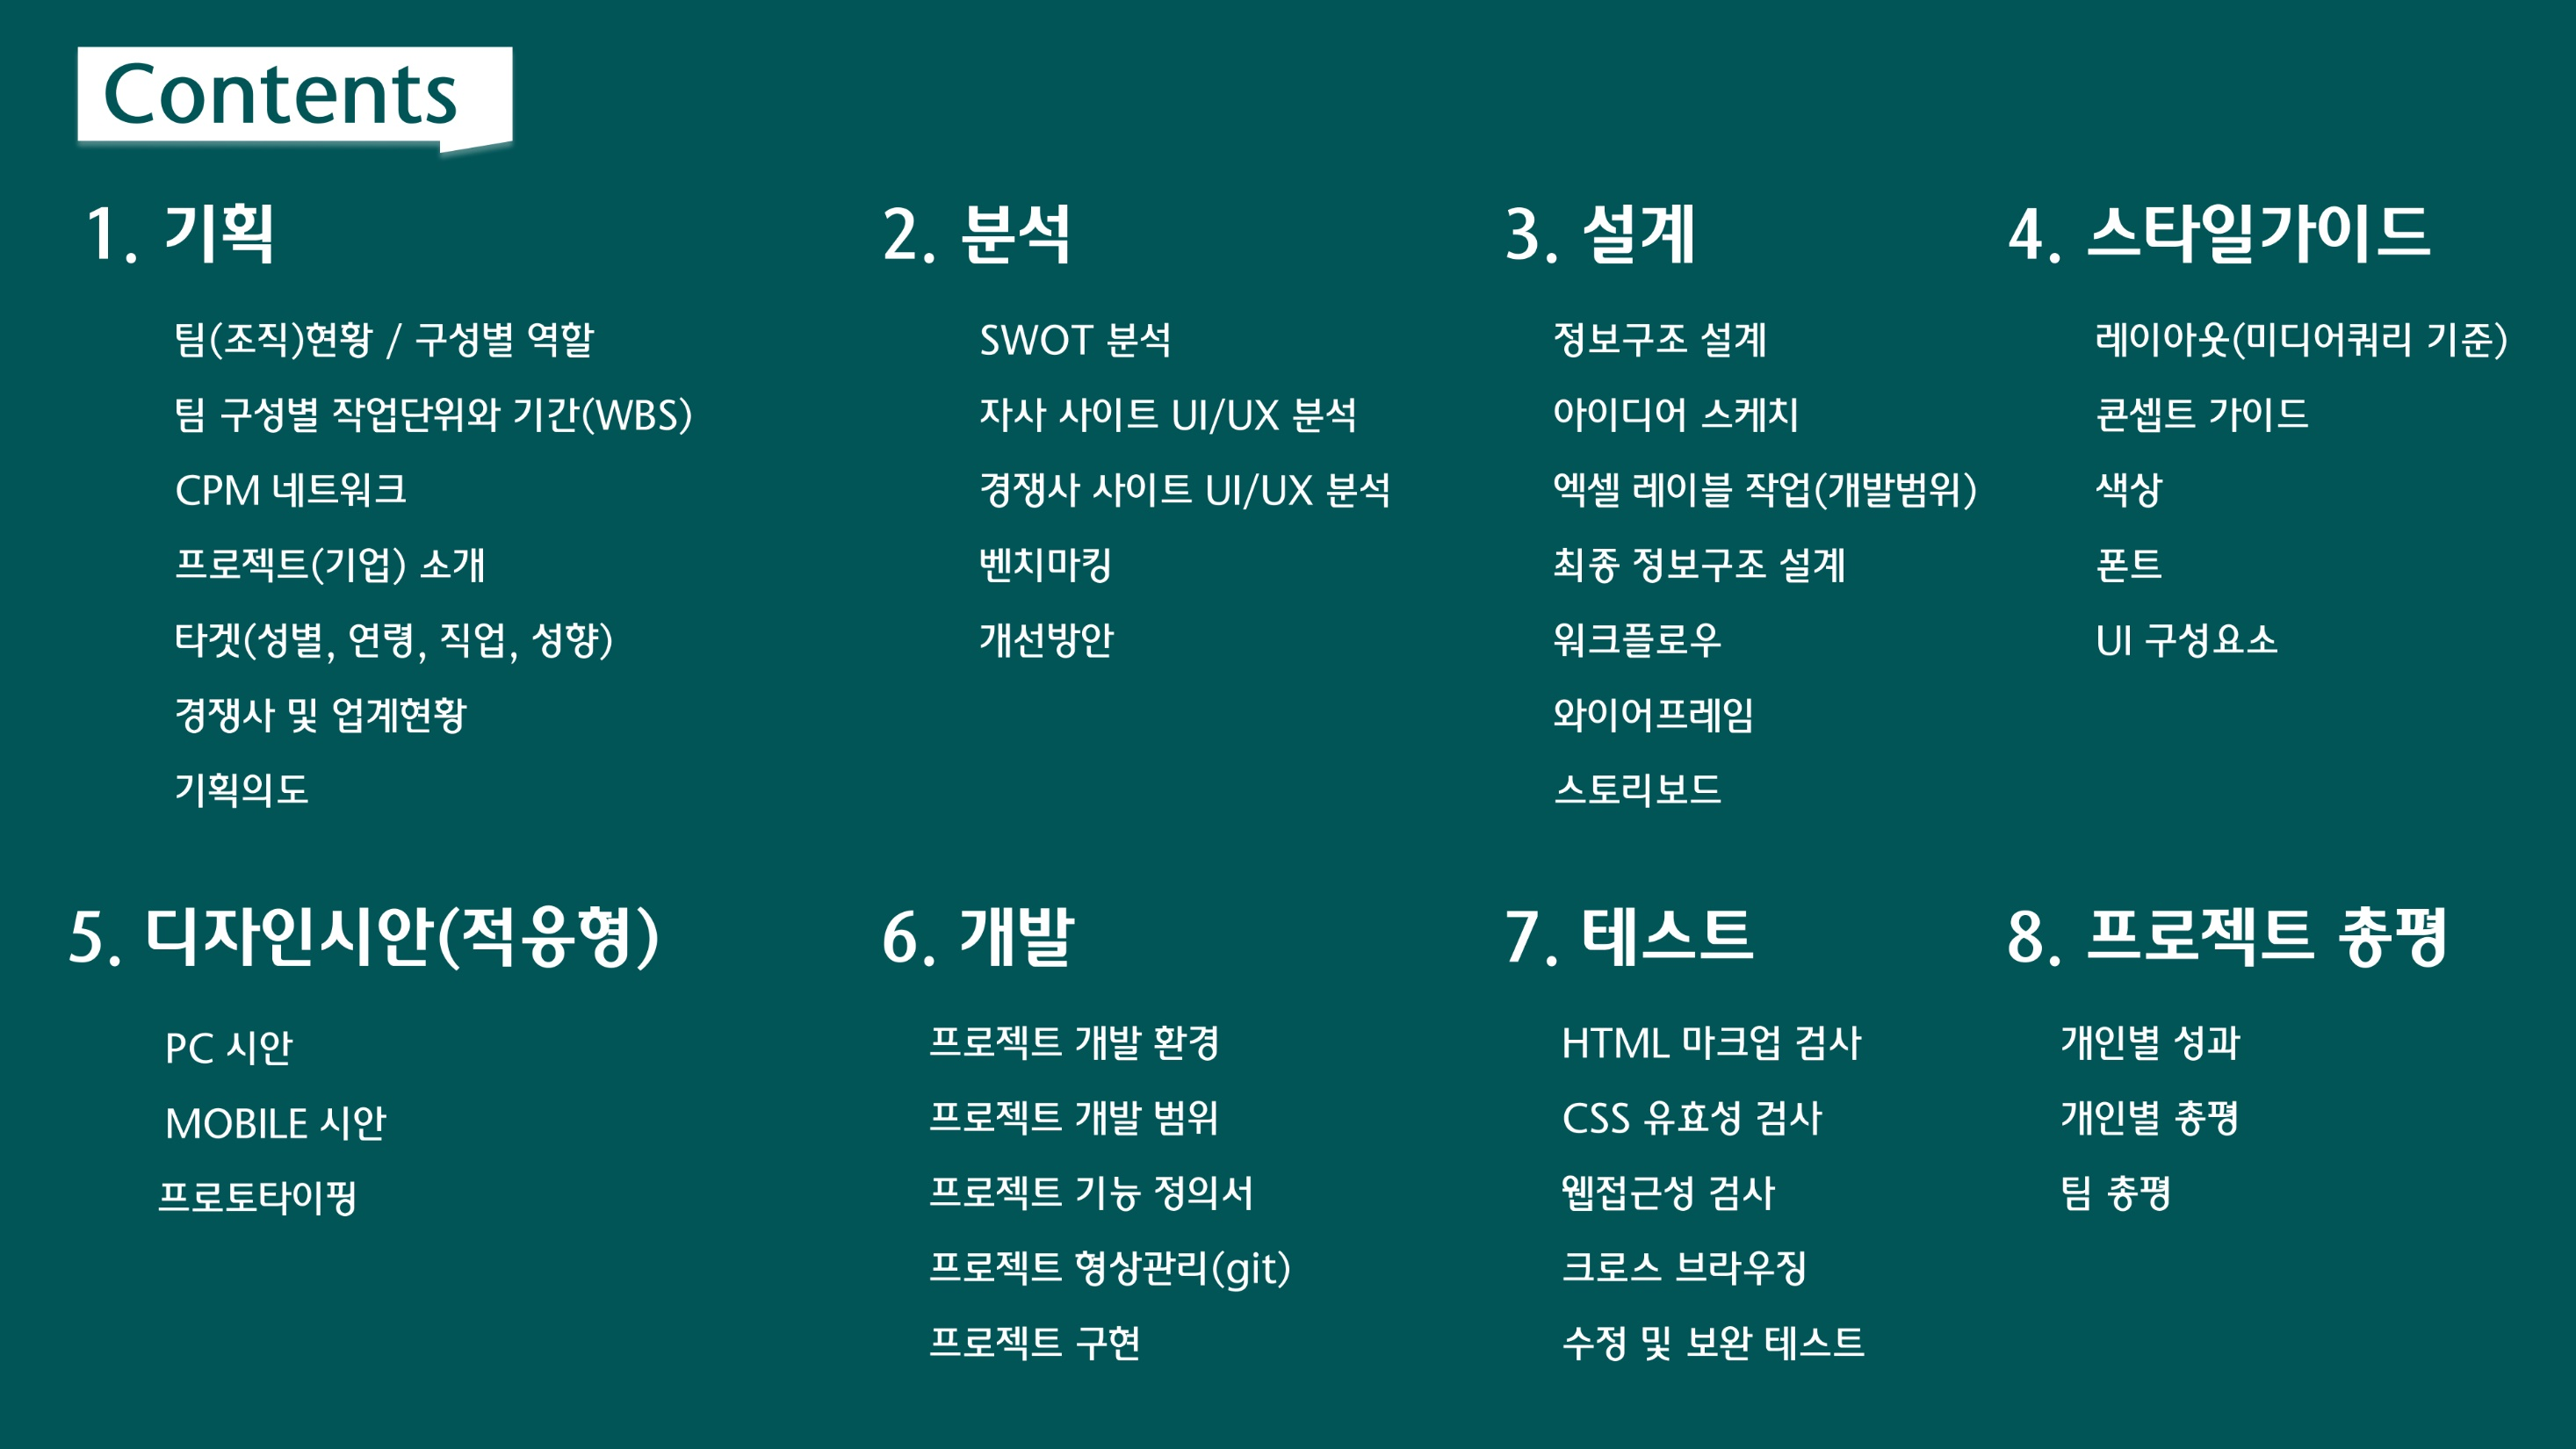 Contents
1. 기획
팀(조직)현황 / 구성별 역할
팀 구성별 작업단위와 기간(WBS)
CPM 네트워크
프로젝트(기업) 소개
타겟(성별, 연령, 직업, 성향)
경쟁사 및 업계현황
기획의도
2. 분석
SWOT 분석
자사 사이트 UI/UX 분석
경쟁사 사이트 UI/UX 분석
벤치마킹
개선방안
3. 설계
정보구조 설계
아이디어 스케치
엑셀 레이블 작업(개발범위)
최종 정보구조 설계
워크플로우
와이어프레임
스토리보드
4. 스타일가이드
레이아웃(미디어쿼리 기준)
콘셉트 가이드
색상
폰트
UI 구성요소
5. 디자인시안(적응형)
PC 시안
MOBILE 시안
프로토타이핑
6. 개발
프로젝트 개발 환경
프로젝트 개발 범위
프로젝트 기능 정의서
프로젝트 형상관리(git)
프로젝트 구현
7. 테스트
HTML 마크업 검사
CSS 유효성 검사
웹접근성 검사
크로스 브라우징
수정 및 보완 테스트
8. 프로젝트 총평
개인별 성과
개인별 총평
팀 총평